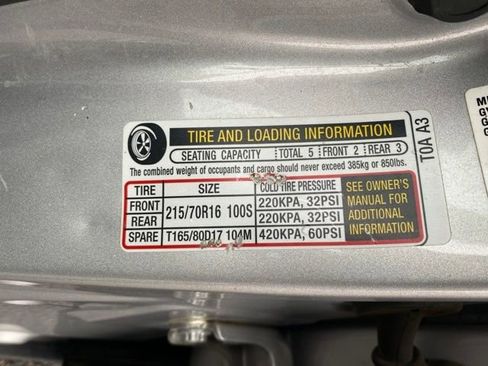 TIRE AND LOADING INFORMATION
SEATING CAPACITY TOTAL 5 FRONT 2 REAR 3
The combined weight of occupants and cargo should never exceed 385kg or 850lbs.
TIRE SIZE COLD TIRE PRESSURE
FRONT 215/70R16 100S 220KPA, 32PSI
REAR 220KPA, 32PSI
SPARE T165/80D17 104M 420KPA, 60PSI
SEE OWNER'S
MANUAL FOR
ADDITIONAL
INFORMATION
T0A A3